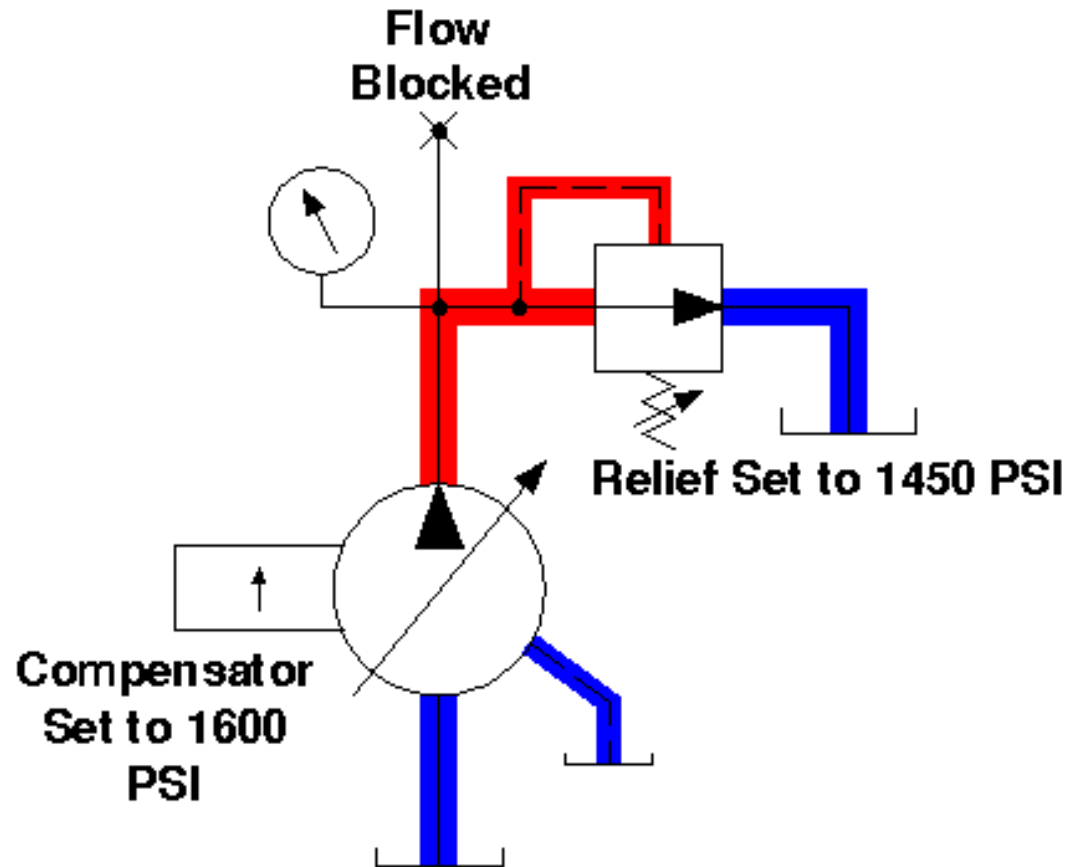 Flow
Blocked
Relief Set to 1450 PSI
Compensator
Set to 1600
PSI